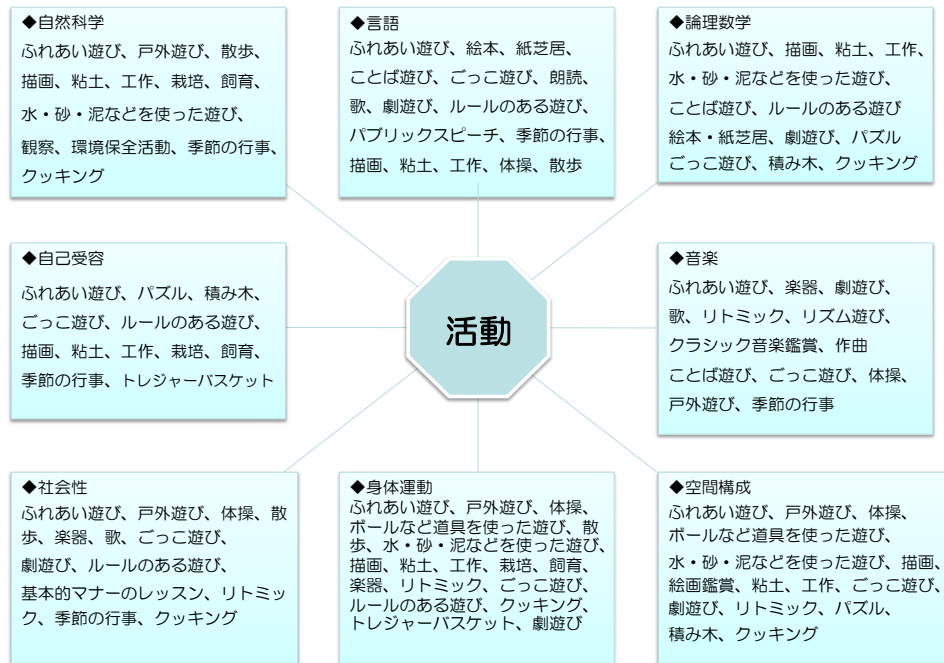 ◆自然科学
ふれあい遊び、戸外遊び、散歩、
描画、粘土、工作、栽培、飼育、
水・砂・泥などを使った遊び、
観察、環境保全活動、季節の行事、
クッキング
◆言語
ふれあい遊び、絵本、紙芝居、
ことば遊び、ごっこ遊び、朗読、
歌、劇遊び、ルールのある遊び、
パブリックスピーチ、季節の行事、
描画、粘土、工作、体操、散歩
◆論理数学
ふれあい遊び、描画、粘土、工作、
水・砂・泥などを使った遊び、
ことば遊び、ルールのある遊び
絵本・紙芝居、劇遊び、パズル
ごっこ遊び、積み木、クッキング
◆自己受容
ふれあい遊び、パズル、積み木、
ごっこ遊び、ルールのある遊び、
描画、粘土、工作、栽培、飼育、
季節の行事、トレジャーバスケット
活動
◆音楽
ふれあい遊び、楽器、劇遊び、
歌、リトミック、リズム遊び、
クラシック音楽鑑賞、作曲
ことば遊び、ごっこ遊び、体操、
戸外遊び、季節の行事
◆社会性
ふれあい遊び、戸外遊び、体操、散
歩、楽器、歌、ごっこ遊び、
劇遊び、ルールのある遊び、
基本的マナーのレッスン、リトミッ
ク、季節の行事、クッキング
◆身体運動
ふれあい遊び、戸外遊び、体操、
ボールなど道具を使った遊び、散
歩、水・砂・泥などを使った遊び、
描画、粘土、工作、栽培、飼育、
楽器、リトミック、ごっこ遊び、
ルールのある遊び、クッキング、
トレジャーバスケット、劇遊び
◆空間構成
ふれあい遊び、戸外遊び、体操、
ボールなど道具を使った遊び、
水・砂・泥などを使った遊び、描画、
絵画鑑賞、粘土、工作、ごっこ遊び、
劇遊び、リトミック、パズル、
積み木、クッキング